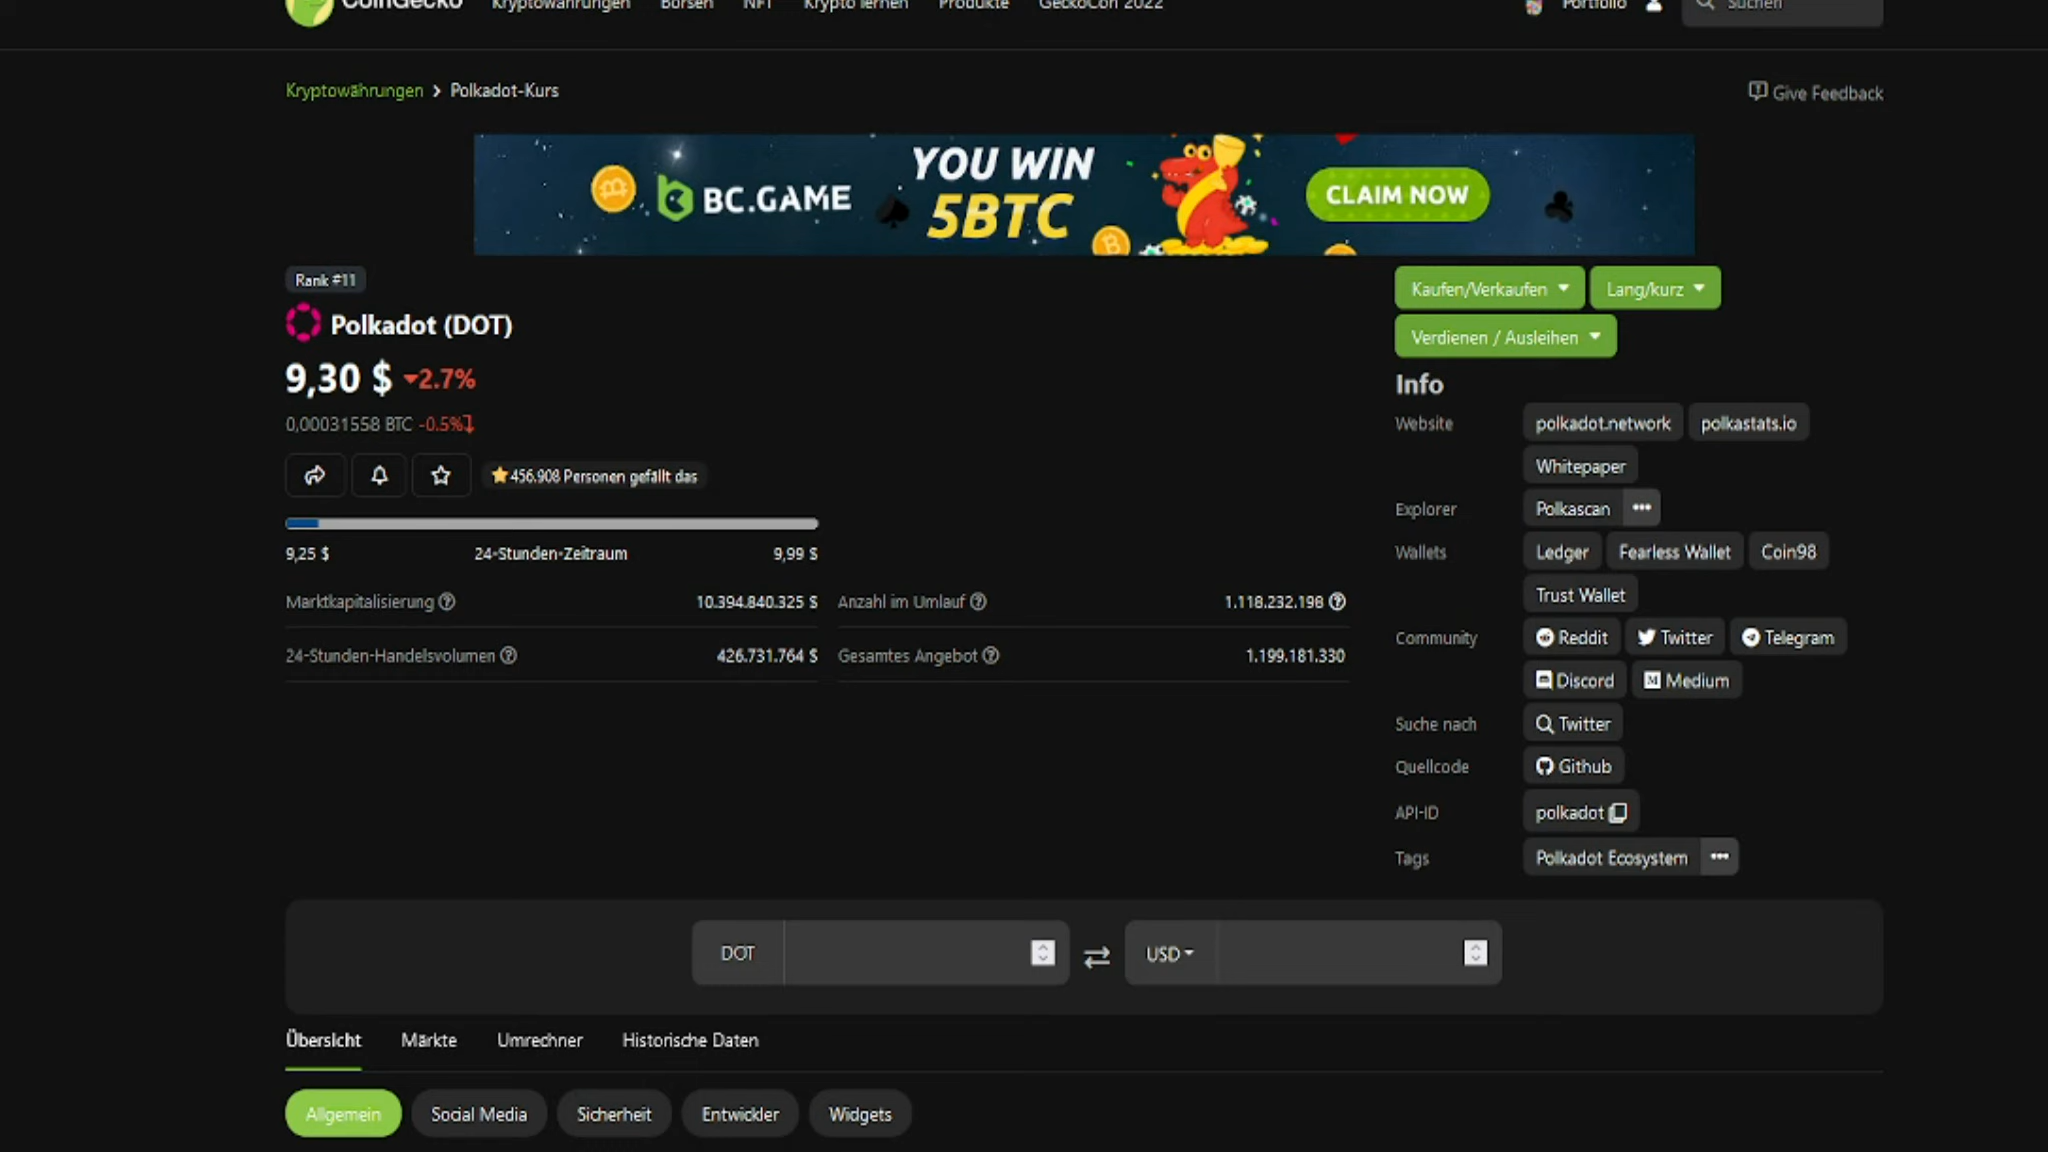 CoinGecko Kryptowährungen Börsen NFT Krypto lernen Produkte GeckoCon 2022 Portfolio Suchen
Kryptowährungen > Polkadot-Kurs Give Feedback
BC.GAME YOU WIN 5BTC CLAIM NOW
Rank #11
Polkadot (DOT)
9,30 $ 2.7%
0,00031558 BTC -0.5%
456.908 Personen gefällt das
9,25 $ 24-Stunden-Zeitraum 9,99 $
Marktkapitalisierung 10.394.840.325 $ Anzahl im Umlauf 1.118.232.198
24-Stunden-Handelsvolumen 426.731.764 $ Gesamtes Angebot 1.199.181.330
Kaufen/Verkaufen Lang/kurz
Verdienen / Ausleihen
Info
Website polkadot.network polkastats.io
Whitepaper
Explorer Polkascan •••
Wallets Ledger Fearless Wallet Coin98
Trust Wallet
Community Reddit Twitter Telegram
Discord Medium
Suche nach Twitter
Quellcode Github
API-ID polkadot
Tags Polkadot Ecosystem •••
DOT USD
Übersicht Märkte Umrechner Historische Daten
Allgemein Social Media Sicherheit Entwickler Widgets